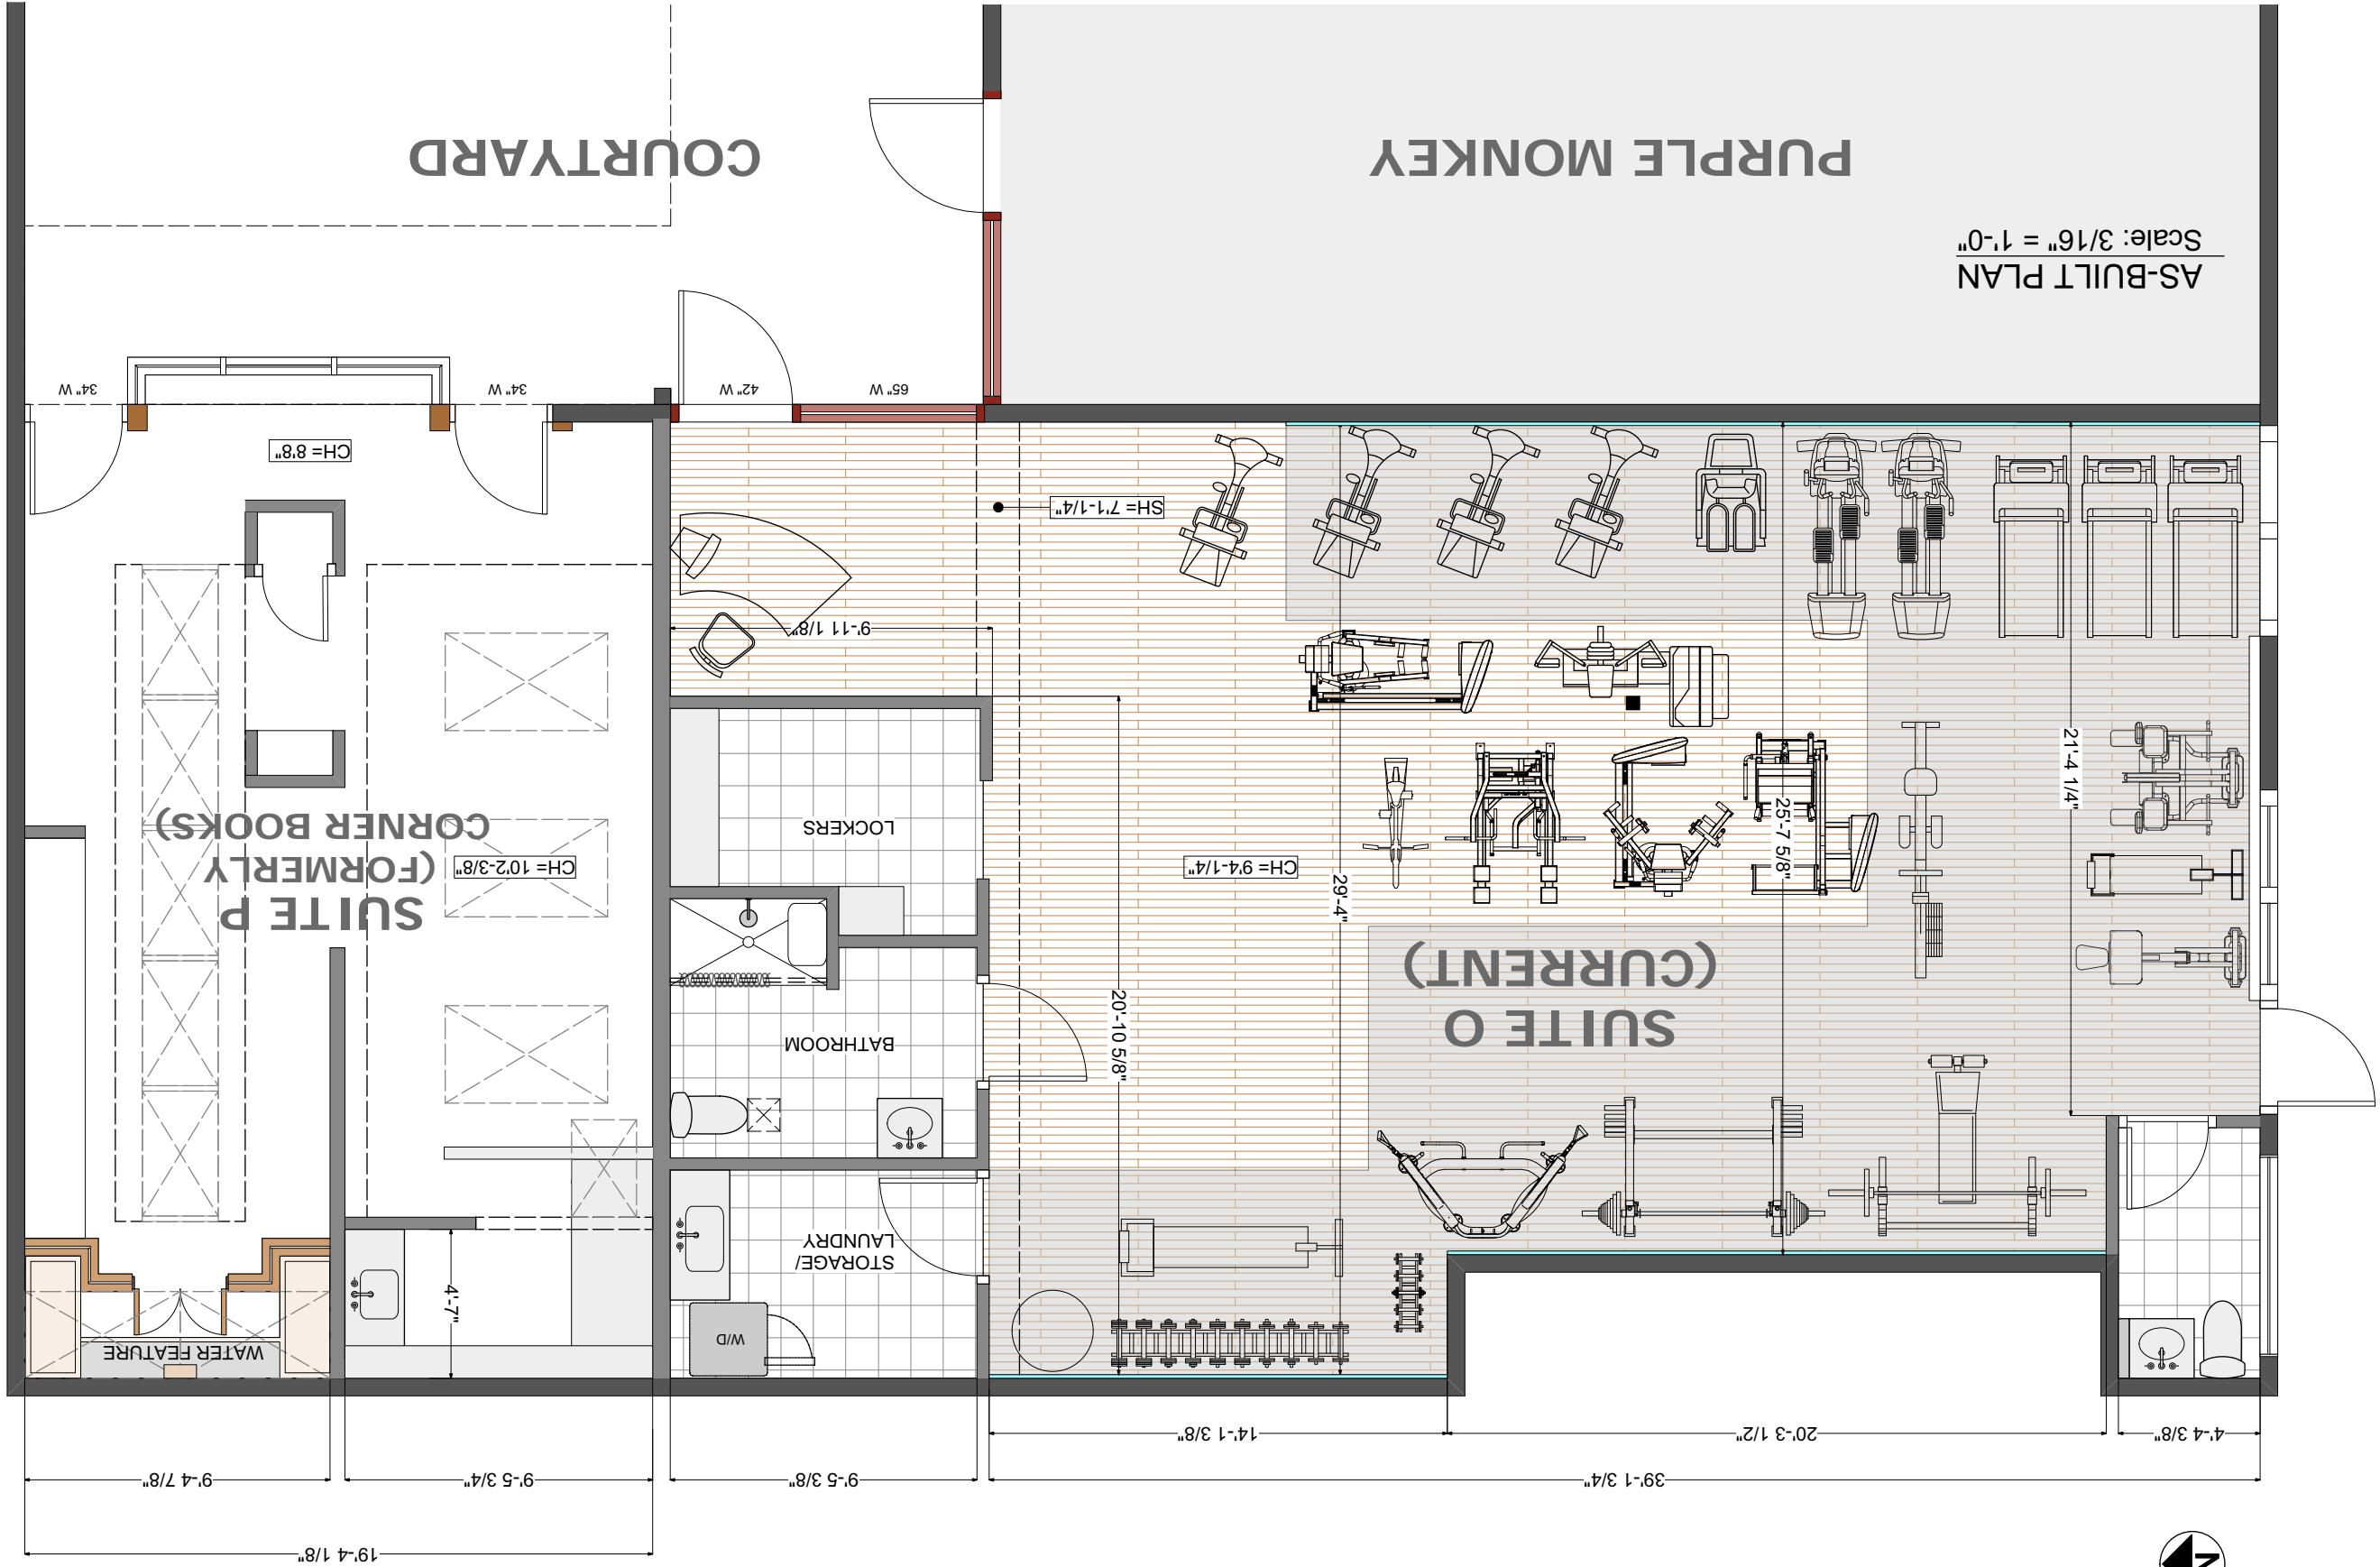 N
19'-4 1/8"
39'-1 3/4"
9'-5 3/8"
9'-5 3/4"
9'-4 7/8"
4'-4 3/8"
20'-3 1/2"
14'-1 3/8"
WATER FEATURE
W/D
4'-7"
STORAGE/
LAUNDRY
BATHROOM
20'-10 5/8"
SUITE O
(CURRENT)
SUITE P
(FORMERLY
CORNER BOOKS)
29'-4"
CH= 9'4-1/4"
CH= 10'2-3/8"
25'-7 5/8"
LOCKERS
21'-4 1/4"
9'-11 1/8"
SH= 7'1-1/4"
CH= 8'8"
65" W
42" W
34" W
34" W
AS-BUILT PLAN
Scale: 3/16" = 1'-0"
PURPLE MONKEY
COURTYARD